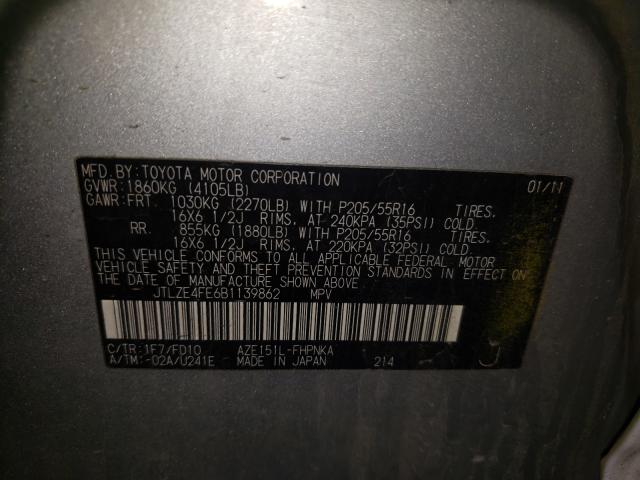 MFD. BY: TOYOTA MOTOR CORPORATION 01/11
GVWR: 1860KG (4105LB)
GAWR: FRT. 1030KG (2270LB) WITH P205/55R16 TIRES.
16X6 1/2J RIMS, AT 240KPA (35PSI) COLD
RR. 855KG (1880LB) WITH P205/55R16 TIRES.
16X6 1/2J RIMS, AT 220KPA (32PSI) COLD.
THIS VEHICLE CONFORMS TO ALL APPLICABLE FEDERAL MOTOR
VEHICLE SAFETY AND THEFT PREVENTION STANDARDS IN EFFECT ON
THE DATE OF MANUFACTURE SHOWN ABOVE.
JTLZE4FE6B1139862 MPV
C/TR: 1F7/FD10 AZE151L-FHPNKA
A/TM: -02A/U241E MADE IN JAPAN 214 J